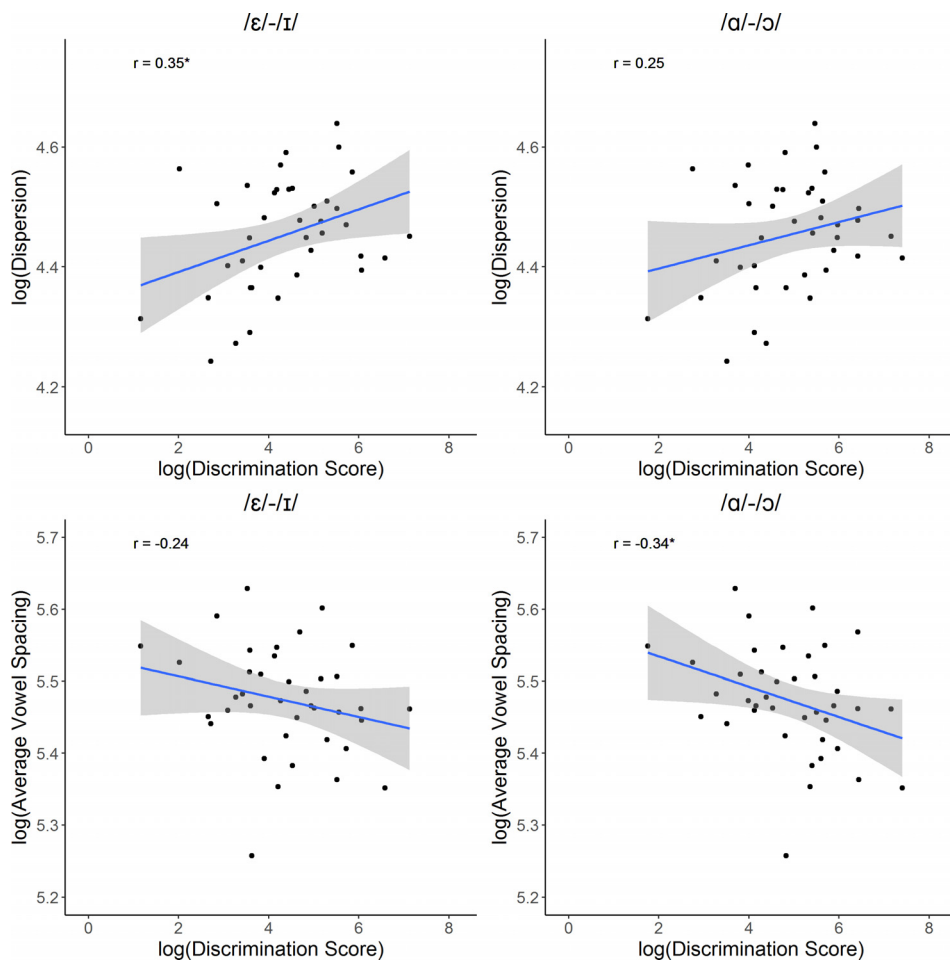 /ɛ/-/ɪ/
r = 0.35*
log(Dispersion)
4.6
4.4
4.2
0 2 4 6 8
log(Discrimination Score)
/ɑ/-/ɔ/
r = 0.25
log(Dispersion)
4.6
4.4
4.2
0 2 4 6 8
log(Discrimination Score)
/ɛ/-/ɪ/
r = -0.24
log(Average Vowel Spacing)
5.7
5.6
5.5
5.4
5.3
5.2
0 2 4 6 8
log(Discrimination Score)
/ɑ/-/ɔ/
r = -0.34*
log(Average Vowel Spacing)
5.7
5.6
5.5
5.4
5.3
5.2
0 2 4 6 8
log(Discrimination Score)